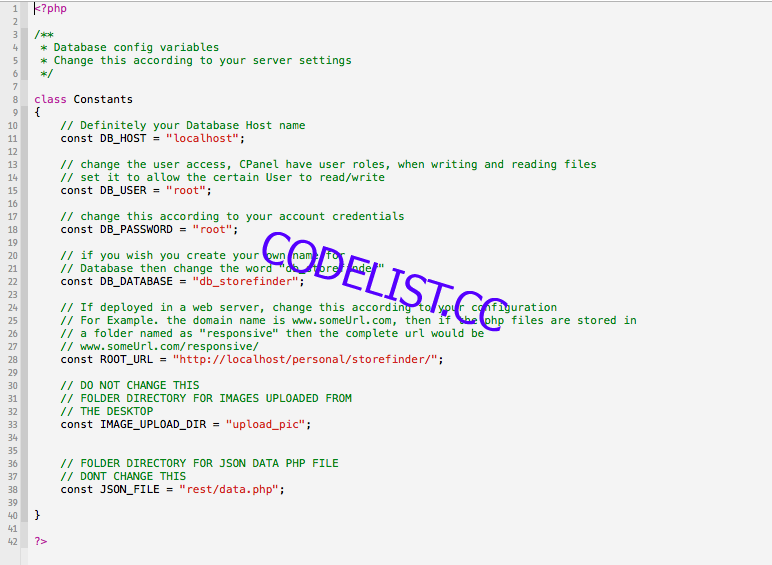 1 <?php
2
3 /**
4  * Database config variables
5  * Change this according to your server settings
6  */
7
8 class Constants
9 {
10     // Definitely your Database Host name
11     const DB_HOST = "localhost";
12
13     // change the user access, CPanel have user roles, when writing and reading files
14     // set it to allow the certain User to read/write
15     const DB_USER = "root";
16
17     // change this according to your account credentials
18     const DB_PASSWORD = "root";
19
20     // if you wish you create your own name for
21     // Database then change the word "db_storefinder"
22     const DB_DATABASE = "db_storefinder";
23
24     // If deployed in a web server, change this according to your configuration
25     // For Example. the domain name is www.someUrl.com, then if the php files are stored in
26     // a folder named as "responsive" then the complete url would be
27     // www.someUrl.com/responsive/
28     const ROOT_URL = "http://localhost/personal/storefinder/";
29
30     // DO NOT CHANGE THIS
31     // FOLDER DIRECTORY FOR IMAGES UPLOADED FROM
32     // THE DESKTOP
33     const IMAGE_UPLOAD_DIR = "upload_pic";
34
35
36     // FOLDER DIRECTORY FOR JSON DATA PHP FILE
37     // DONT CHANGE THIS
38     const JSON_FILE = "rest/data.php";
39
40 }
41
42 ?>
CODELIST.CC